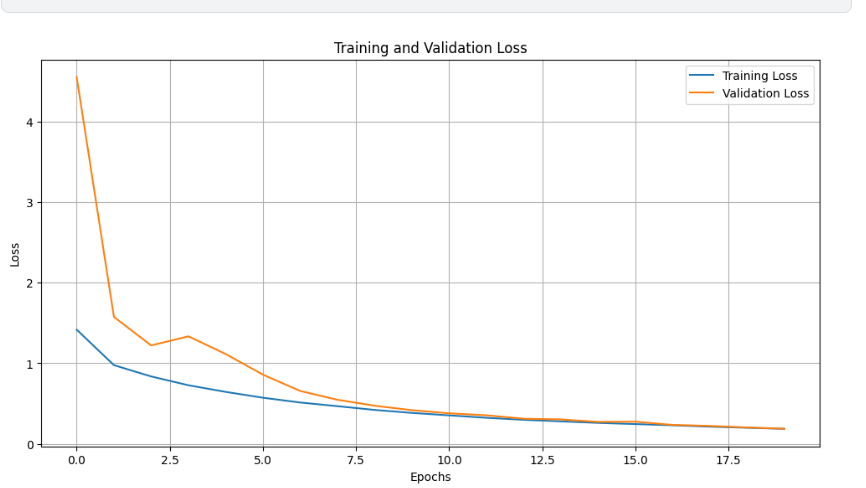 Training and Validation Loss
Training Loss
Validation Loss
4
3
2
1
0
Loss
0.0 2.5 5.0 7.5 10.0 12.5 15.0 17.5
Epochs